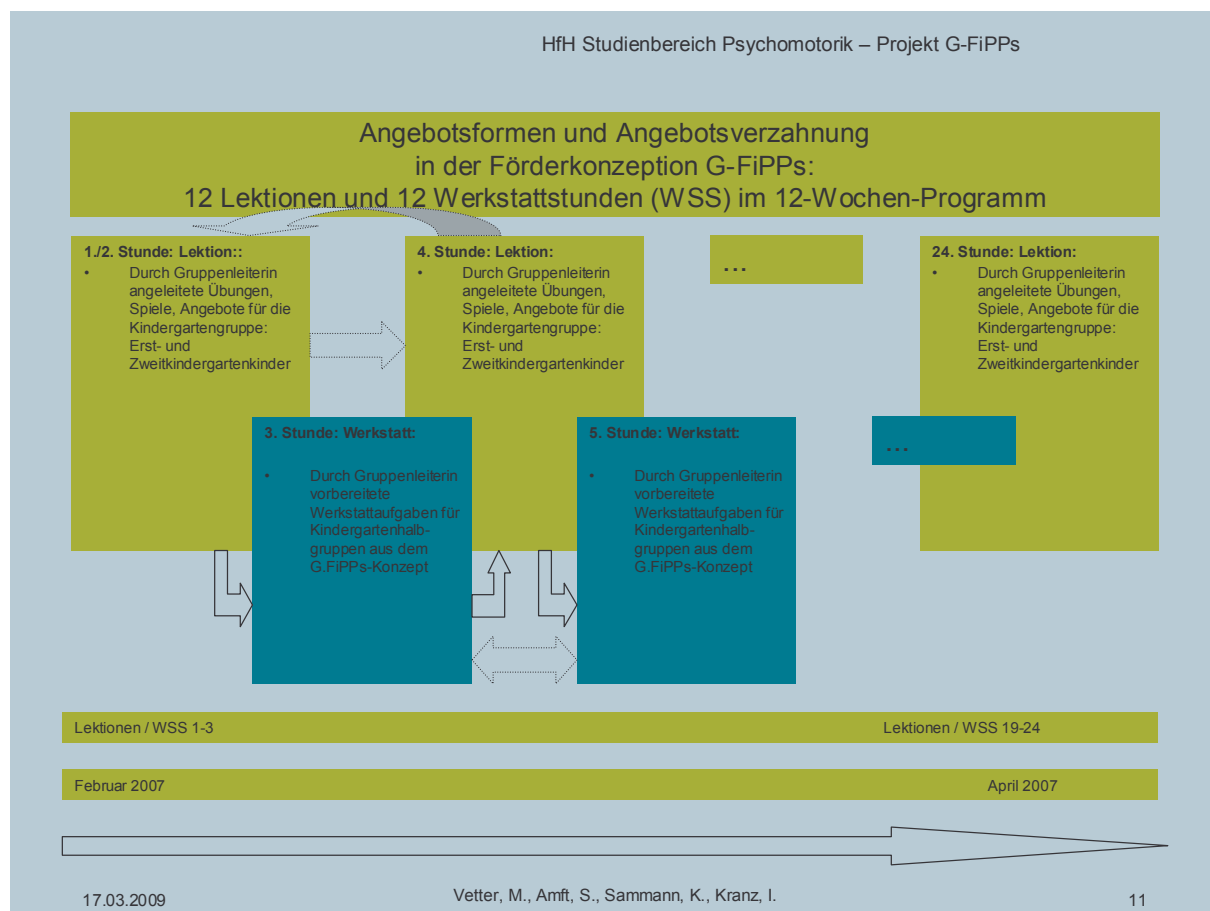 HfH Studienbereich Psychomotorik – Projekt G-FiPPs
Angebotsformen und Angebotsverzahnung
in der Förderkonzeption G-FiPPs:
12 Lektionen und 12 Werkstattstunden (WSS) im 12-Wochen-Programm
1./2. Stunde: Lektion::
• Durch Gruppenleiterin
angeleitete Übungen,
Spiele, Angebote für die
Kindergartengruppe:
Erst- und
Zweitkindergartenkinder
4. Stunde: Lektion:
• Durch Gruppenleiterin
angeleitete Übungen,
Spiele, Angebote für die
Kindergartengruppe:
Erst- und
Zweitkindergartenkinder
...
24. Stunde: Lektion:
• Durch Gruppenleiterin
angeleitete Übungen,
Spiele, Angebote für die
Kindergartengruppe:
Erst- und
Zweitkindergartenkinder
3. Stunde: Werkstatt:
• Durch Gruppenleiterin
vorbereitete
Werkstattaufgaben für
Kindergartenhalb-
gruppen aus dem
G.FiPPs-Konzept
5. Stunde: Werkstatt:
• Durch Gruppenleiterin
vorbereitete
Werkstattaufgaben für
Kindergartenhalb-
gruppen aus dem
G.FiPPs-Konzept
...
Lektionen / WSS 1-3
Lektionen / WSS 19-24
Februar 2007
April 2007
17.03.2009
Vetter, M., Amft, S., Sammann, K., Kranz, I.
11